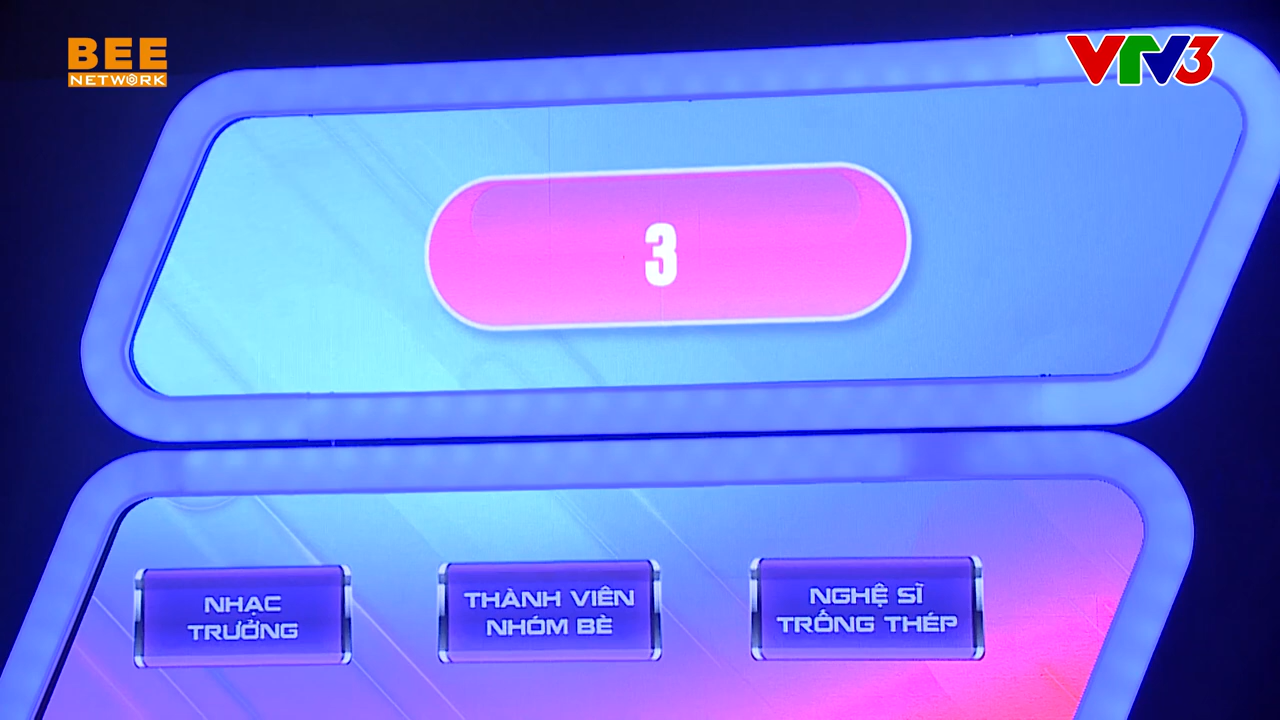 BEE
NETWORK
VTV3
3
NHẠC
TRƯỞNG
THÀNH VIÊN
NHÓM BÈ
NGHỆ SĨ
TRỐNG THÉP